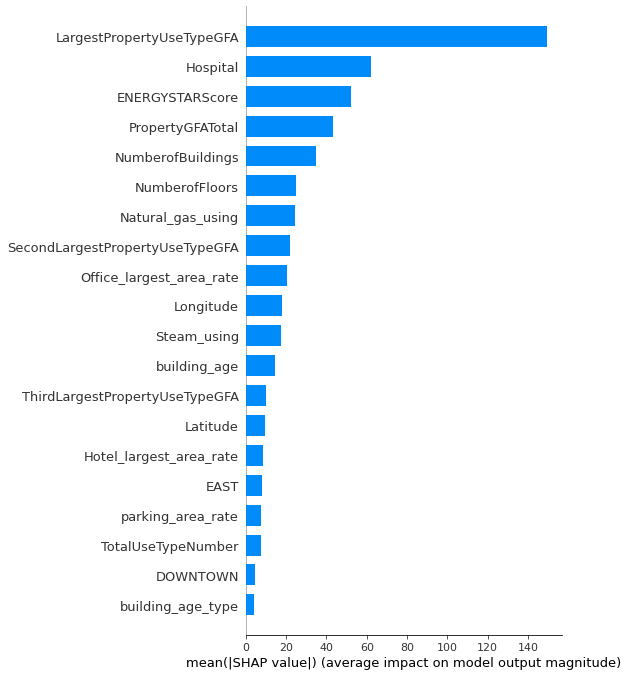 LargestPropertyUseTypeGFA
Hospital
ENERGYSTARScore
PropertyGFATotal
NumberofBuildings
NumberofFloors
Natural_gas_using
SecondLargestPropertyUseTypeGFA
Office_largest_area_rate
Longitude
Steam_using
building_age
ThirdLargestPropertyUseTypeGFA
Latitude
Hotel_largest_area_rate
EAST
parking_area_rate
TotalUseTypeNumber
DOWNTOWN
building_age_type
0 20 40 60 80 100 120 140
mean(|SHAP value|) (average impact on model output magnitude)